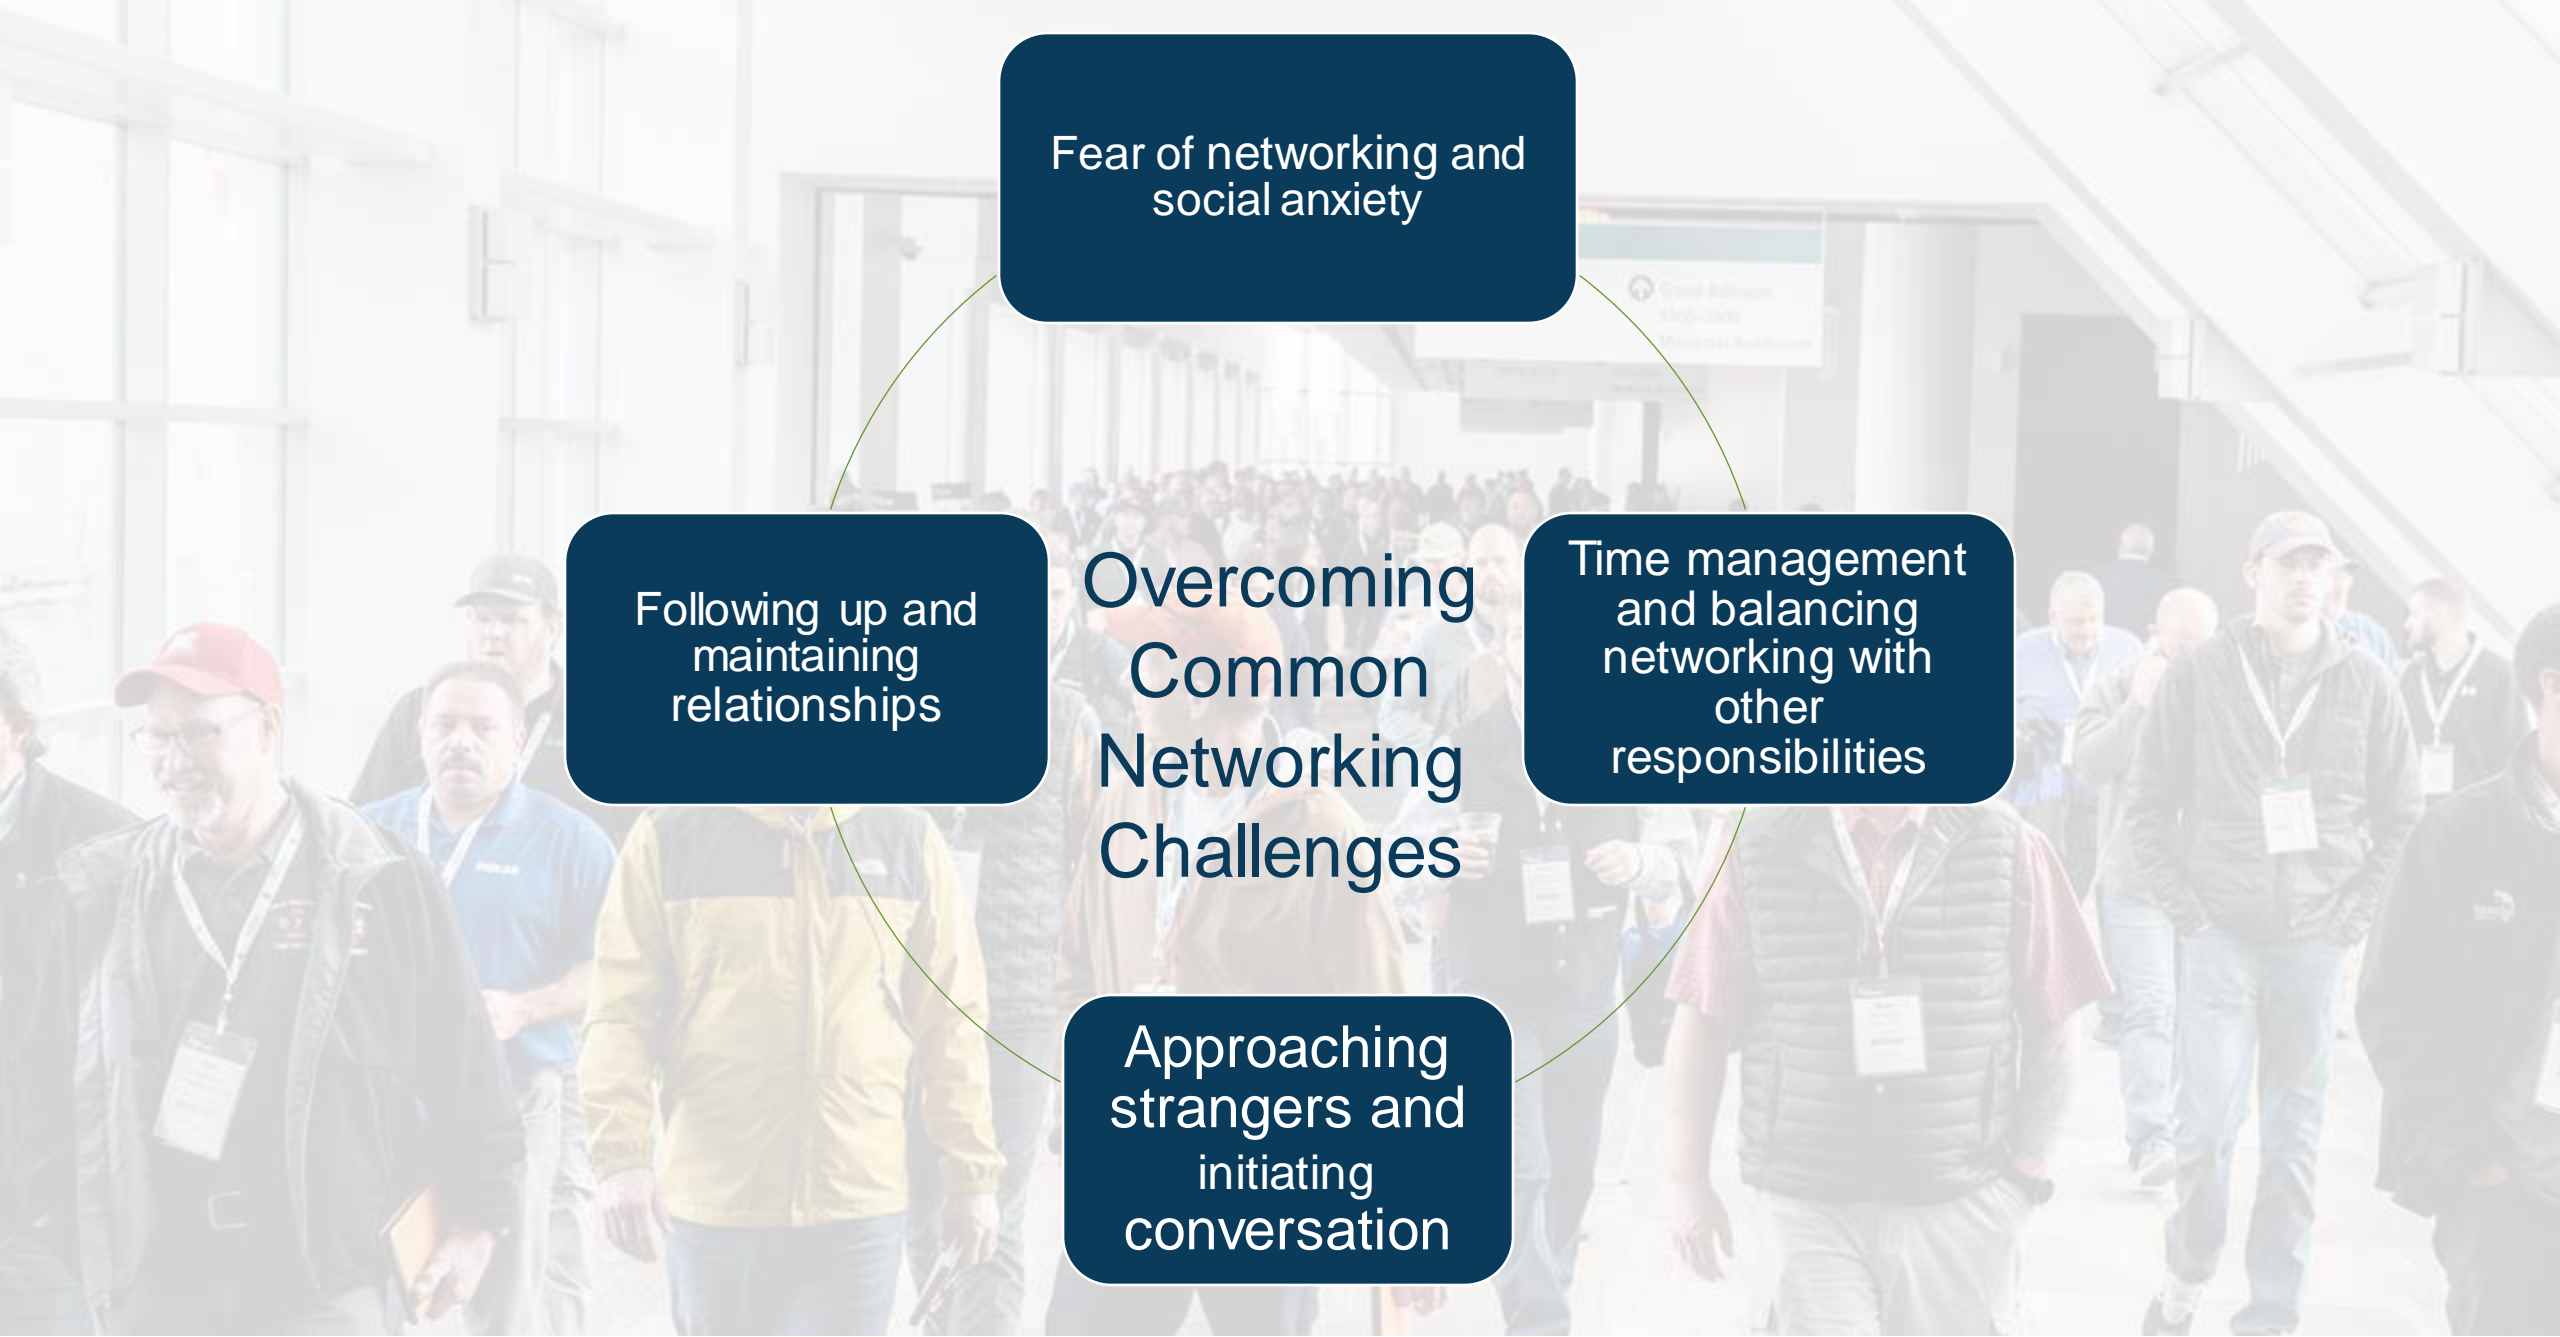 Fear of networking and
social anxiety
Time management
and balancing
networking with
other
responsibilities
Approaching
strangers and
initiating
conversation
Following up and
maintaining
relationships
Overcoming
Common
Networking
Challenges